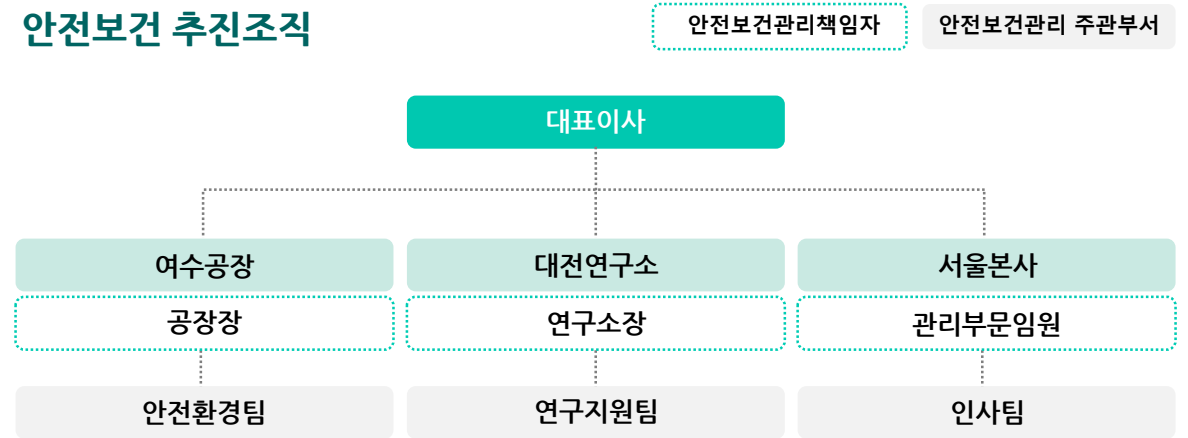 안전보건 추진조직
안전보건관리책임자
안전보건관리 주관부서
대표이사
여수공장
대전연구소
서울본사
공장장
연구소장
관리부문임원
안전환경팀
연구지원팀
인사팀